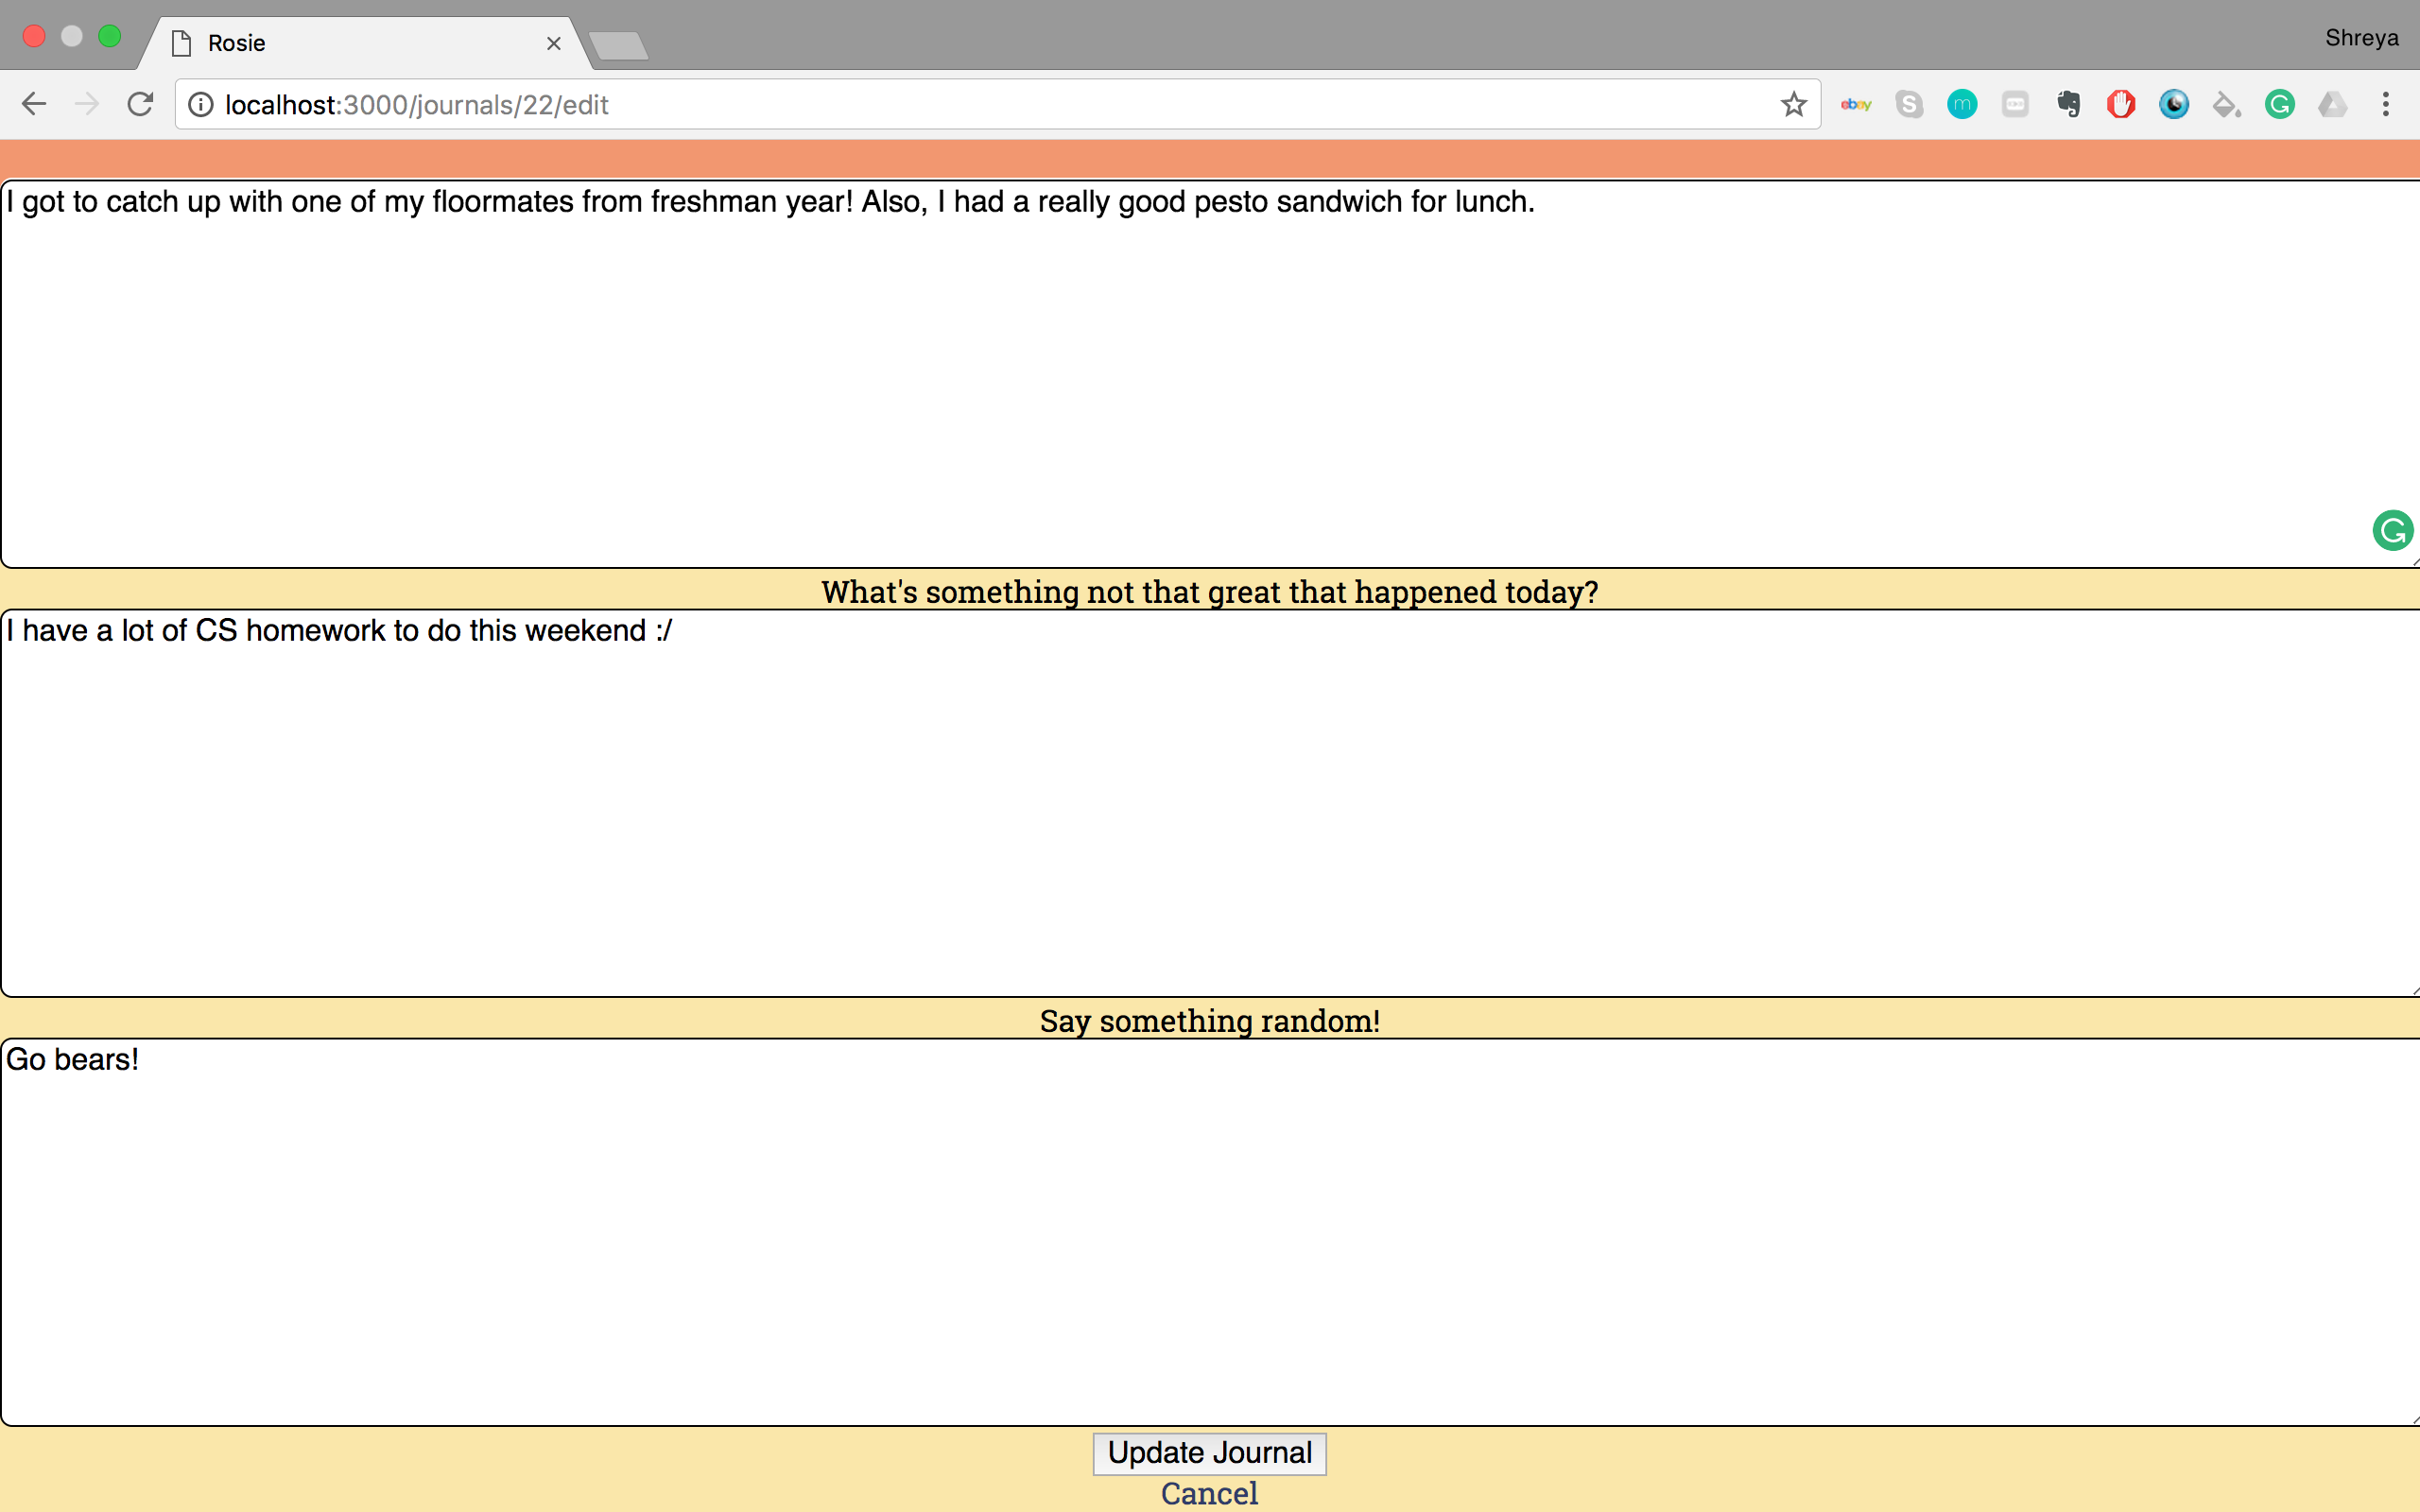 Rosie
Shreya
localhost:3000/journals/22/edit
ebay
S
m
G
I got to catch up with one of my floormates from freshman year! Also, I had a really good pesto sandwich for lunch.
G
What's something not that great that happened today?
I have a lot of CS homework to do this weekend :/
Say something random!
Go bears!
Update Journal
Cancel